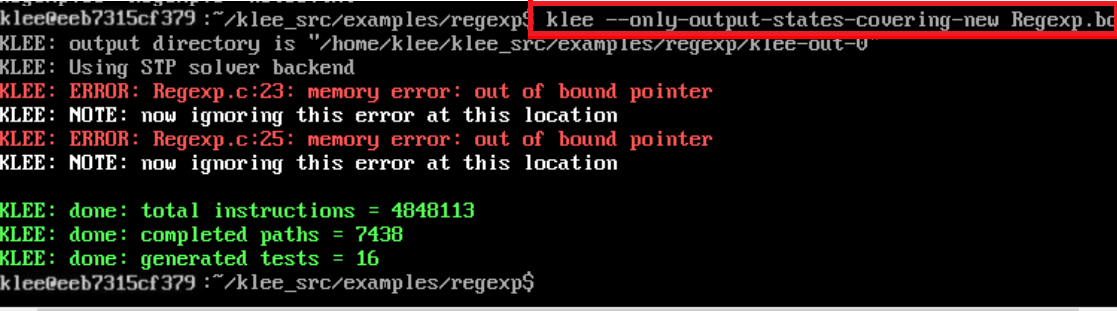 klee@eeb7315cf379 :~/klee_src/examples/regexp$ klee --only-output-states-covering-new Regexp.bc
KLEE: output directory is "/home/klee/klee_src/examples/regexp/klee-out-0"
KLEE: Using STP solver backend
KLEE: ERROR: Regexp.c:23: memory error: out of bound pointer
KLEE: NOTE: now ignoring this error at this location
KLEE: ERROR: Regexp.c:25: memory error: out of bound pointer
KLEE: NOTE: now ignoring this error at this location
KLEE: done: total instructions = 4848113
KLEE: done: completed paths = 7438
KLEE: done: generated tests = 16
klee@eeb7315cf379 :~/klee_src/examples/regexp$